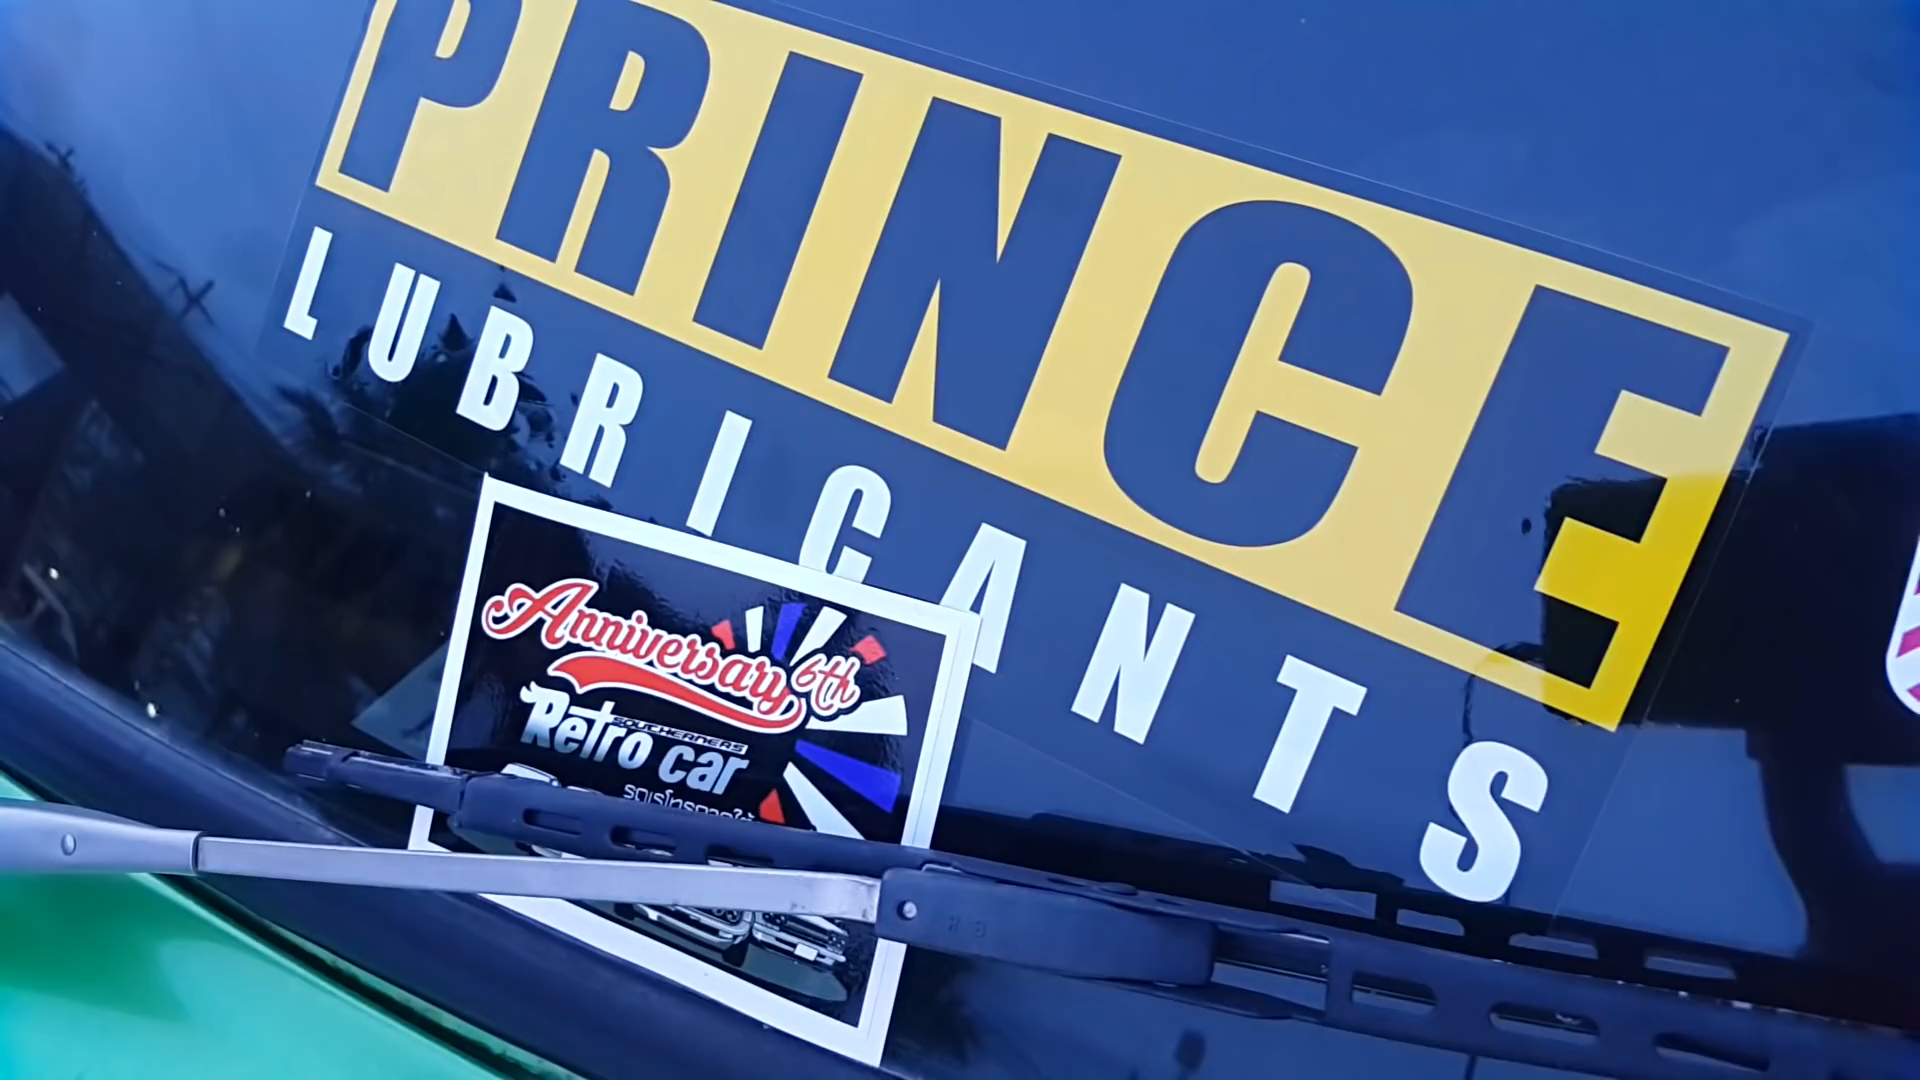 PRINCE
LUBRICANTS
Anniversary 6th
SOUTHERNERS
Retro car